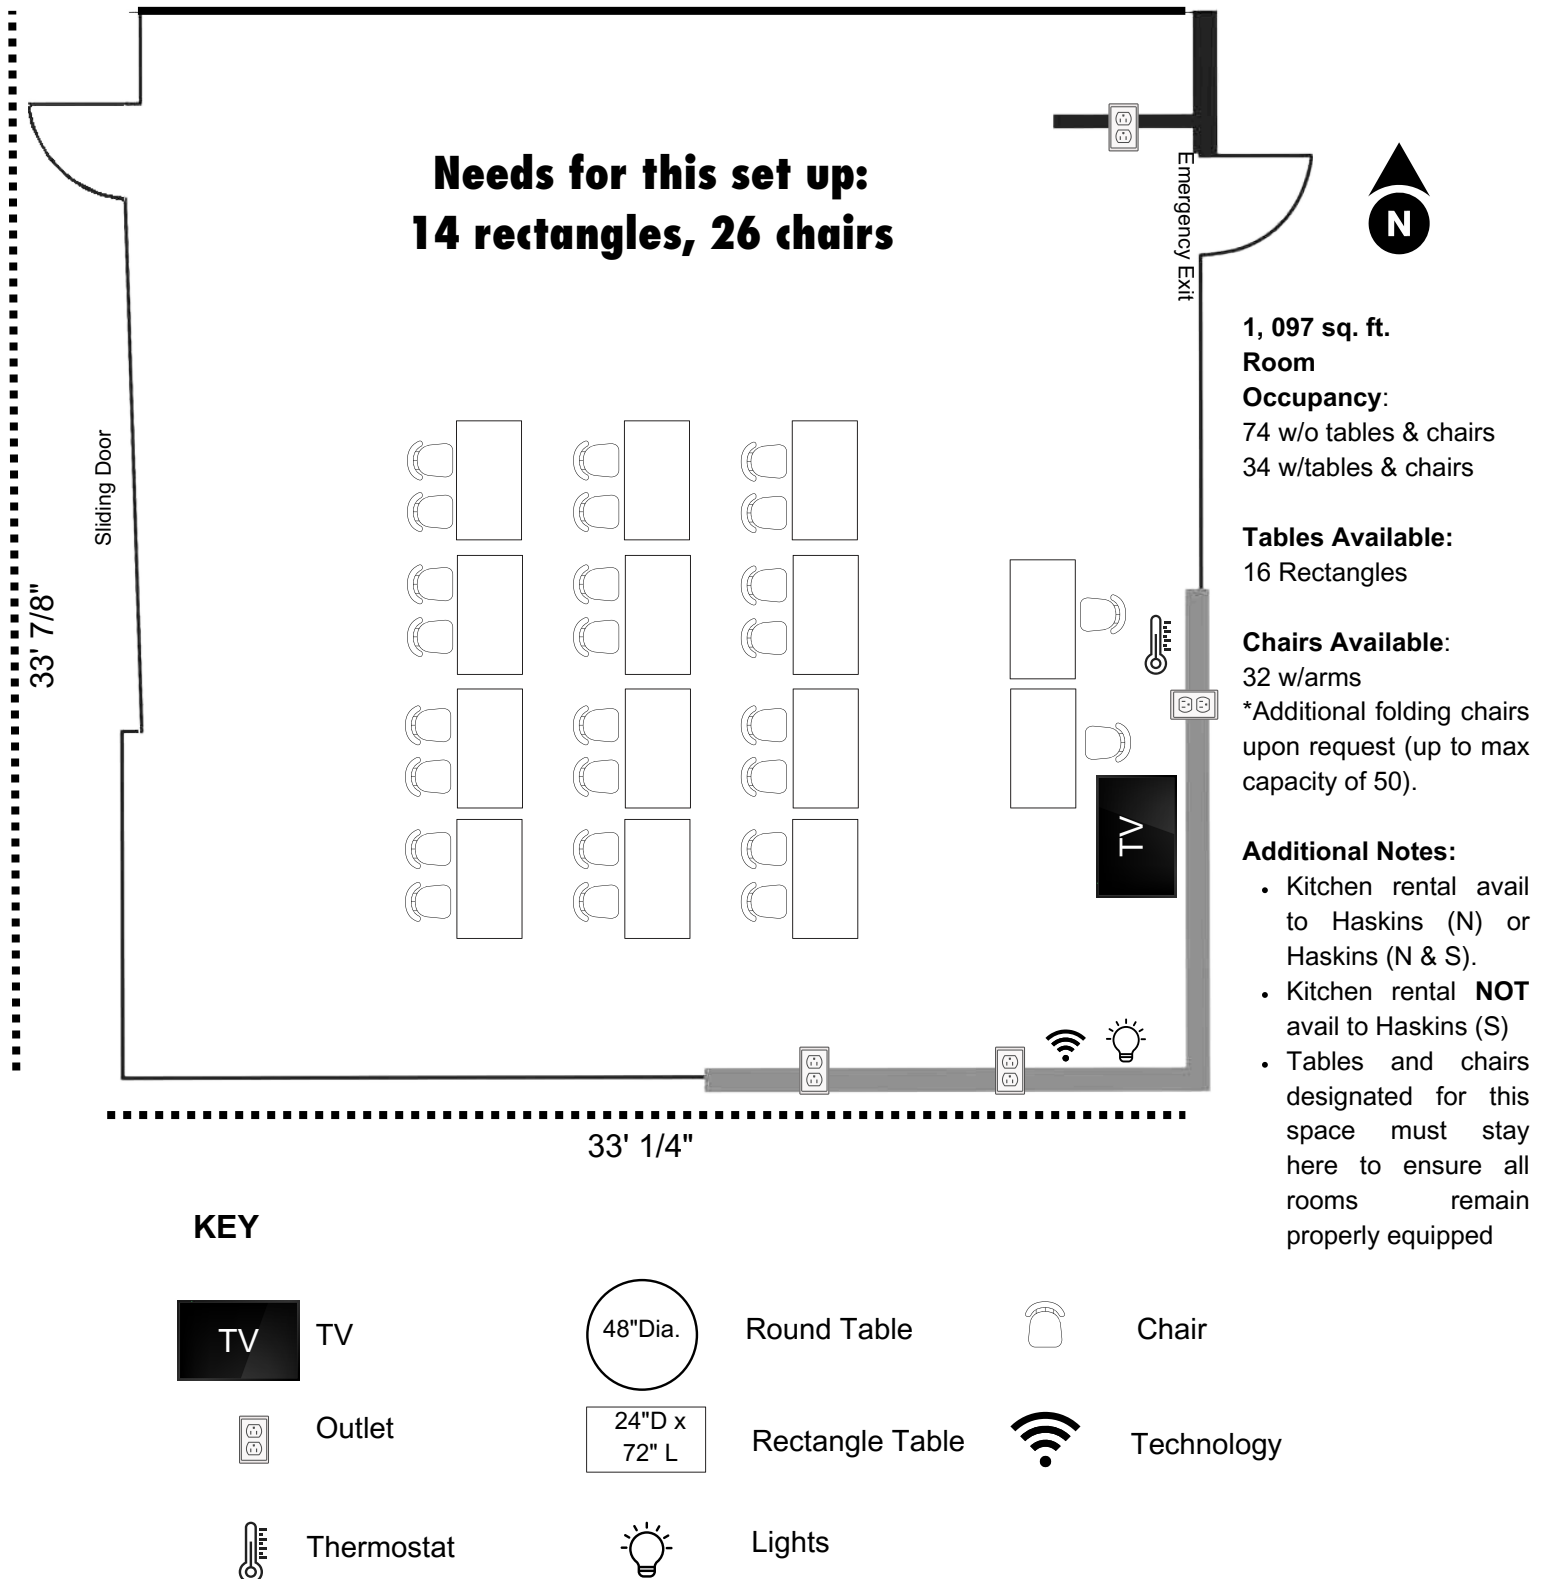 Needs for this set up:
14 rectangles, 26 chairs
Emergency Exit
N
Sliding Door
33' 7/8"
TV
33' 1/4"
1, 097 sq. ft.
Room
Occupancy:
74 w/o tables & chairs
34 w/tables & chairs
Tables Available:
16 Rectangles
Chairs Available:
32 w/arms
*Additional folding chairs
upon request (up to max
capacity of 50).
Additional Notes:
• Kitchen rental avail
to Haskins (N) or
Haskins (N & S).
• Kitchen rental NOT
avail to Haskins (S)
• Tables and chairs
designated for this
space must stay
here to ensure all
rooms remain
properly equipped
KEY
TV TV
48"Dia. Round Table
Chair
Outlet
24"D x
72" L
Rectangle Table
Technology
Thermostat
Lights